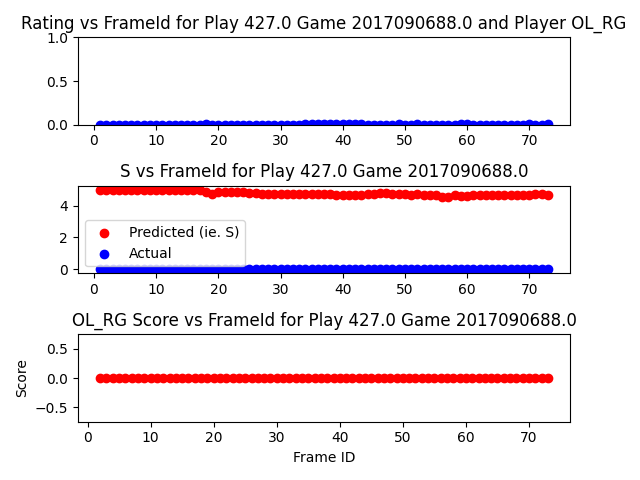 Rating vs FrameId for Play 427.0 Game 2017090688.0 and Player OL_RG
1.0
0.5
0.0
0 10 20 30 40 50 60 70
S vs FrameId for Play 427.0 Game 2017090688.0
4
2
0
Predicted (ie. S)
Actual
0 10 20 30 40 50 60 70
OL_RG Score vs FrameId for Play 427.0 Game 2017090688.0
Score
0.5
0.0
−0.5
0 10 20 30 40 50 60 70
Frame ID